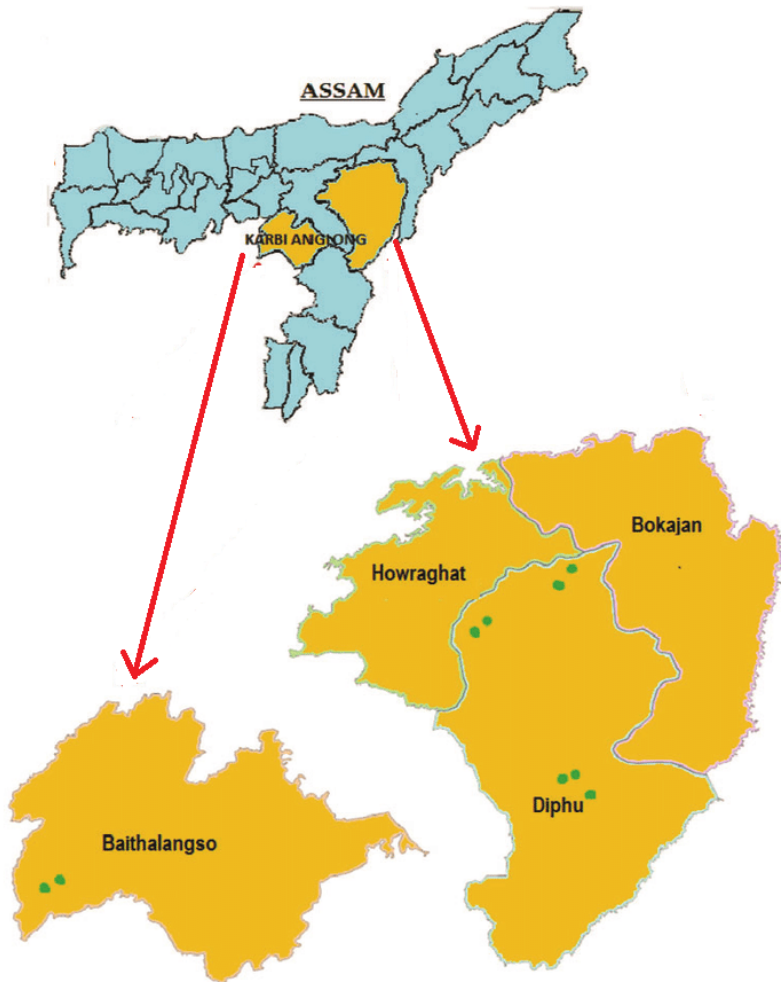 ASSAM
KARBI ANGLONG
Bokajan
Howraghat
Diphu
Baithalangso